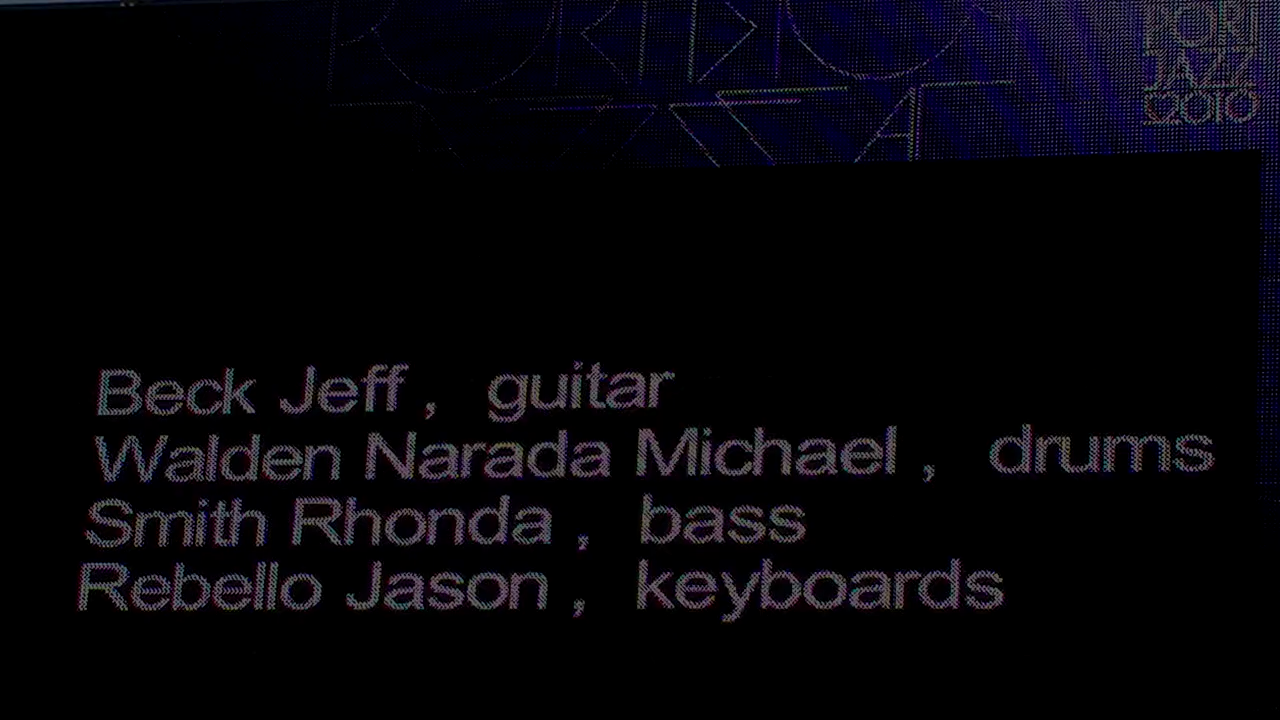 PORI
JAZZ
2010
Beck Jeff , guitar
Walden Narada Michael , drums
Smith Rhonda , bass
Rebello Jason , keyboards